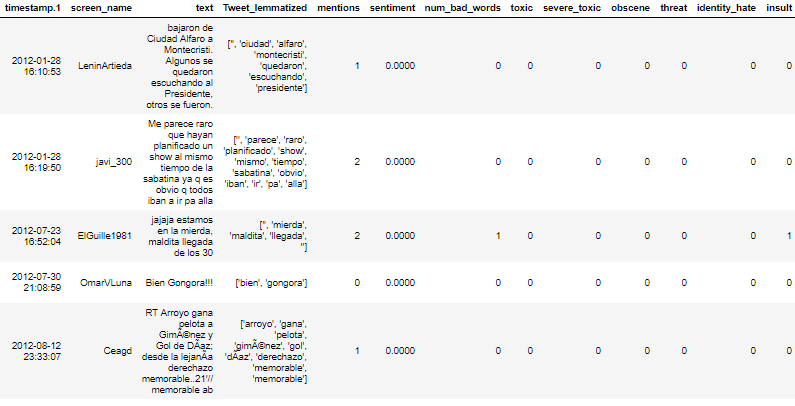 timestamp.1 screen_name text Tweet_lemmatized mentions sentiment num_bad_words toxic severe_toxic obscene threat identity_hate insult
bajaron de
Ciudad Alfaro a
Montecristi.
Algunos se
quedaron
escuchando al
Presidente,
otros se fueron.
2012-01-28
16:10:53
LeninArtieda
['', 'ciudad', 'alfaro',
'montecristi',
'quedaron',
'escuchando',
'presidente']
1 0.0000 0 0 0 0 0 0 0
2012-01-28
16:19:50
javi_300
Me parece raro
que hayan
planificado un
show al mismo
tiempo de la
sabatina ya q es
obvio q todos
iban a ir pa alla
['', 'parece', 'raro',
'planificado', 'show',
'mismo', 'tiempo',
'sabatina', 'obvio',
'iban', 'ir', 'pa', 'alla']
2 0.0000 0 0 0 0 0 0 0
2012-07-23
16:52:04
ElGuille1981
jajaja estamos
en la mierda,
maldita llegada
de los 30
['', 'mierda',
'maldita', 'llegada',
'']
2 0.0000 1 0 0 0 0 0 1
2012-07-30
21:08:59
OmarVLuna
Bien Gongora!!!
['bien', 'gongora']
0 0.0000 0 0 0 0 0 0 0
2012-08-12
23:33:07
Ceagd
RT Arroyo gana
pelota a
GimÃ©nez y
Gol de DÃ­az;
desde la lejanÃ­a
derechazo
memorable..21'//
memorable ab
['arroyo', 'gana',
'pelota',
'gimÃ©nez', 'gol',
'dÃ­az', 'derechazo',
'memorable',
'memorable']
1 0.0000 0 0 0 0 0 0 0